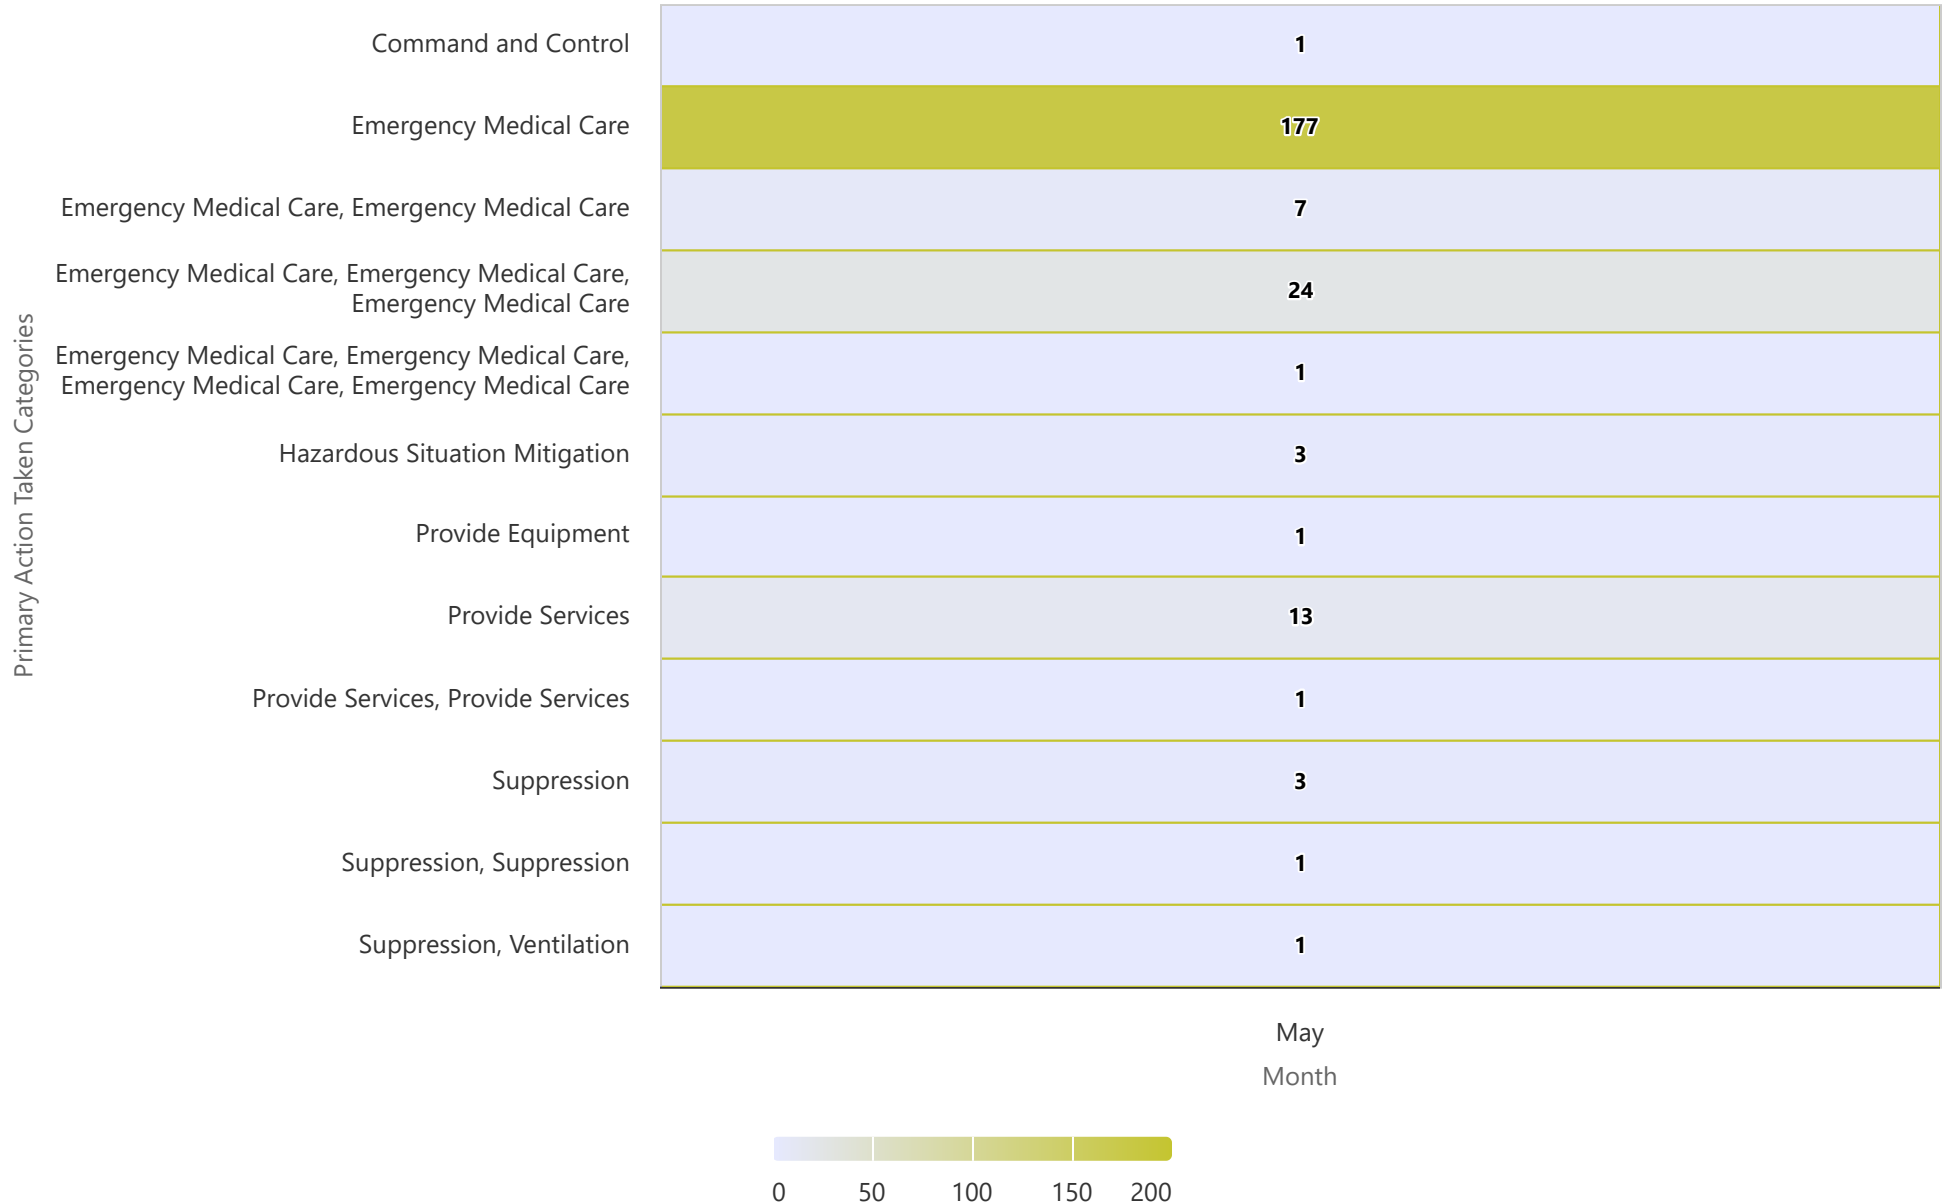 Primary Action Taken Categories
Command and Control
1
Emergency Medical Care
177
Emergency Medical Care, Emergency Medical Care
7
Emergency Medical Care, Emergency Medical Care,
Emergency Medical Care
24
Emergency Medical Care, Emergency Medical Care,
Emergency Medical Care, Emergency Medical Care
1
Hazardous Situation Mitigation
3
Provide Equipment
1
Provide Services
13
Provide Services, Provide Services
1
Suppression
3
Suppression, Suppression
1
Suppression, Ventilation
1
May
Month
0 50 100 150 200